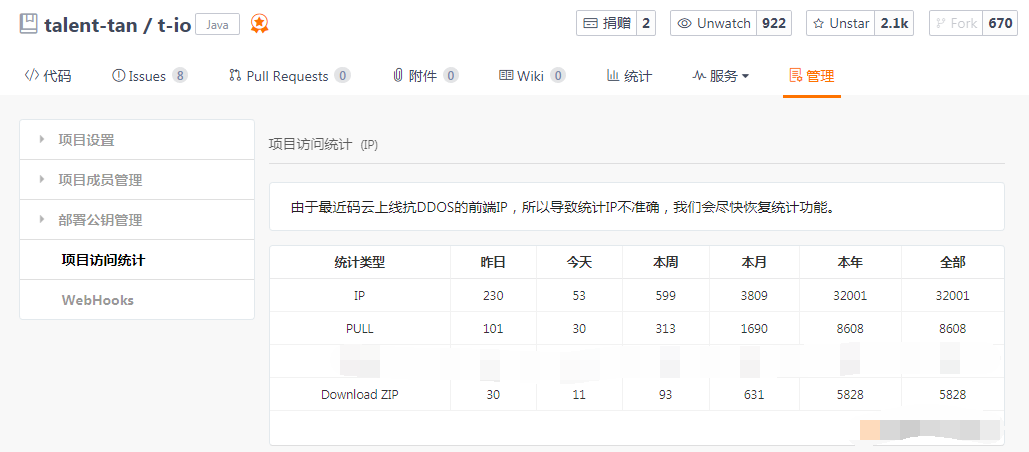 talent-tan / t-io Java 捐赠 2 Unwatch 922 Unstar 2.1k Fork 670
代码 Issues 8 Pull Requests 0 附件 0 Wiki 0 统计 服务 管理
项目设置
项目成员管理
部署公钥管理
项目访问统计
WebHooks
项目访问统计 (IP)
由于最近码云上线抗DDOS的前端IP，所以导致统计IP不准确，我们会尽快恢复统计功能。
统计类型 昨日 今天 本周 本月 本年 全部
IP 230 53 599 3809 32001 32001
PULL 101 30 313 1690 8608 8608
Download ZIP 30 11 93 631 5828 5828